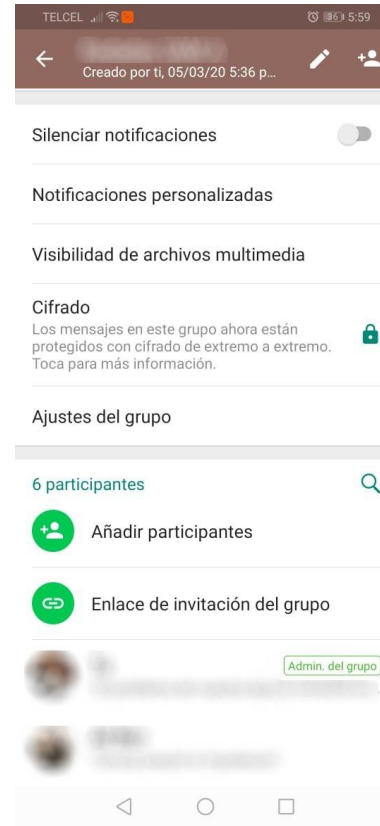 TELCEL 36 5:59
Creado por ti, 05/03/20 5:36 p...
Silenciar notificaciones
Notificaciones personalizadas
Visibilidad de archivos multimedia
Cifrado
Los mensajes en este grupo ahora están
protegidos con cifrado de extremo a extremo.
Toca para más información.
Ajustes del grupo
6 participantes
Añadir participantes
Enlace de invitación del grupo
Admin. del grupo